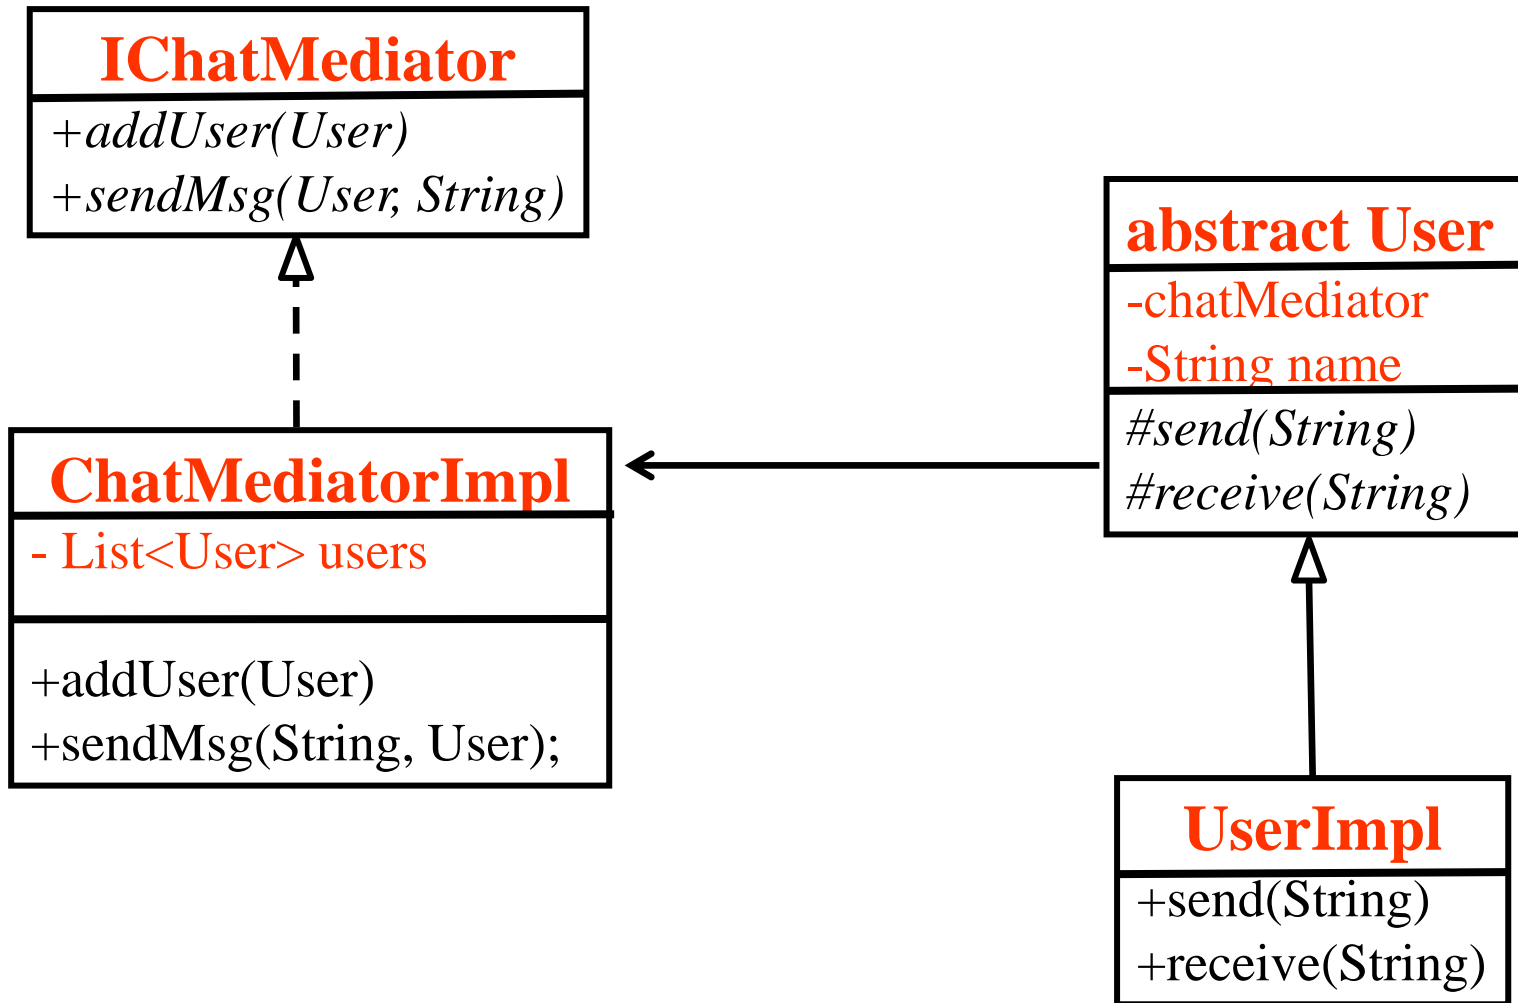 IChatMediator
+addUser(User)
+sendMsg(User, String)
abstract User
-chatMediator
-String name
#send(String)
#receive(String)
ChatMediatorImpl
- List<User> users
+addUser(User)
+sendMsg(String, User);
UserImpl
+send(String)
+receive(String)